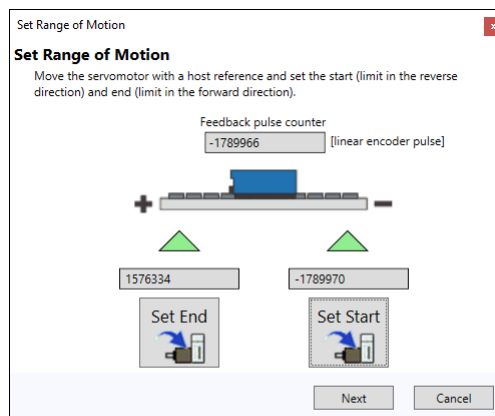 Set Range of Motion
Set Range of Motion
Move the servomotor with a host reference and set the start (limit in the reverse
direction) and end (limit in the forward direction).
Feedback pulse counter
-1789966 [linear encoder pulse]
+ −
1576334 -1789970
Set End Set Start
Next Cancel